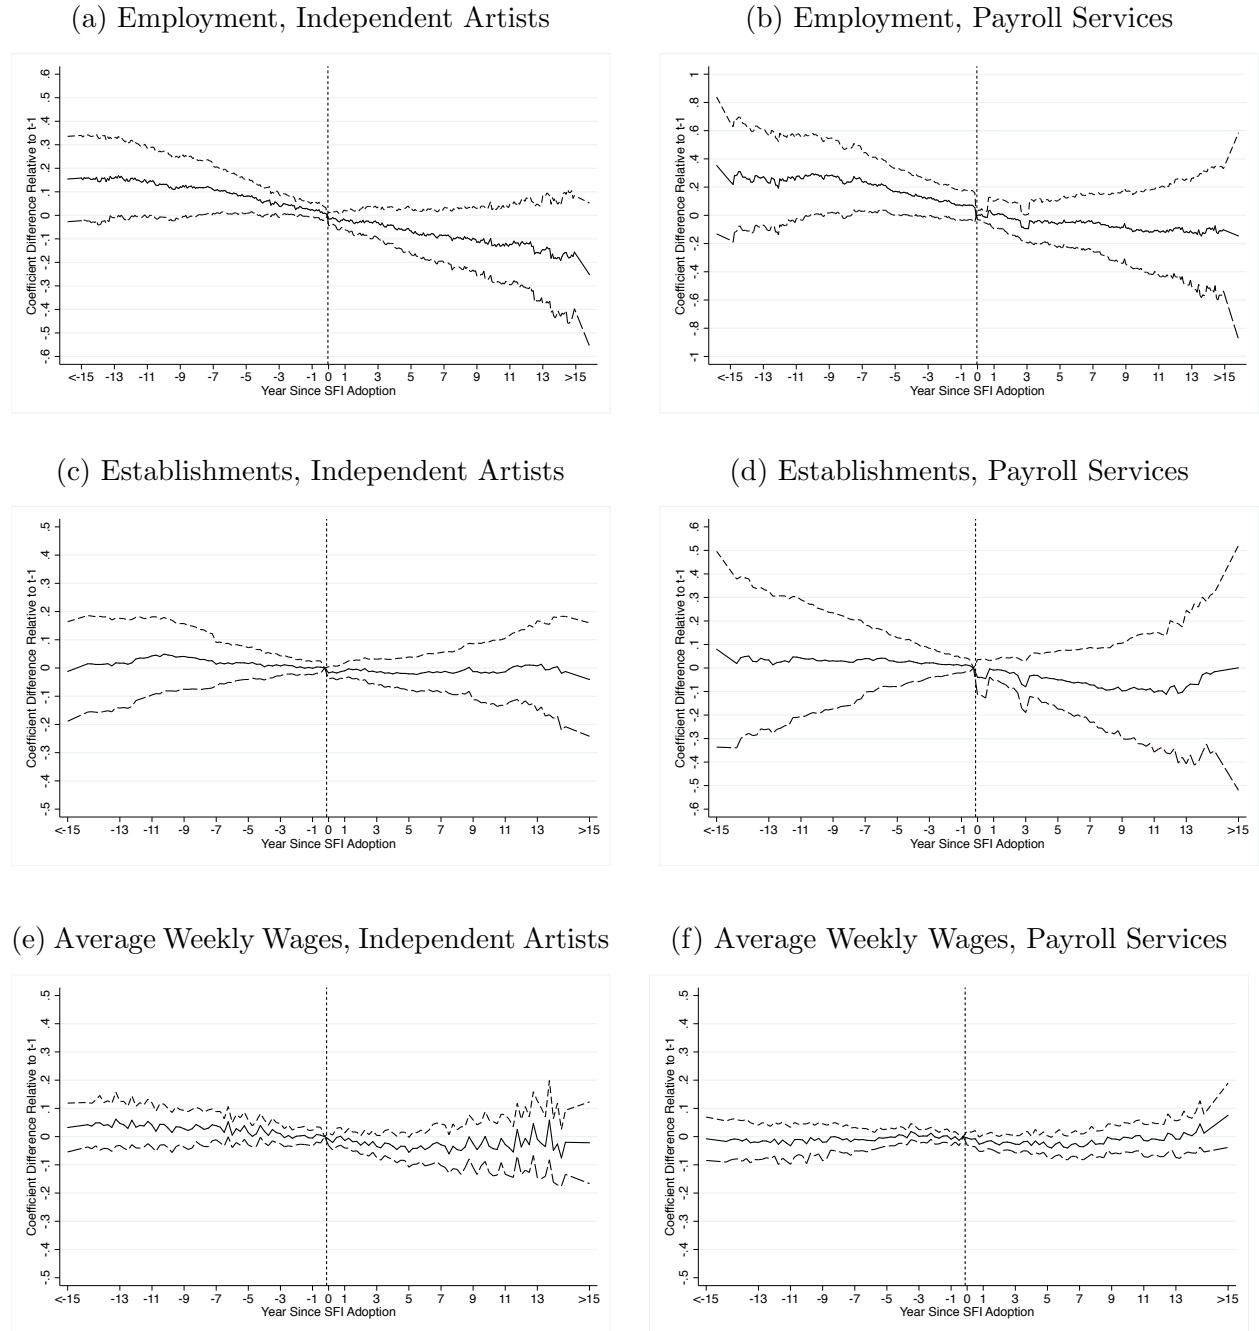 (a) Employment, Independent Artists
(b) Employment, Payroll Services
Coefficient Difference Relative to t-1
.6
.5
.4
.3
.2
.1
0
-.1
-.2
-.3
-.4
-.5
-.6
<-15 -13 -11 -9 -7 -5 -3 -1 0 1 3 5 7 9 11 13 >15
Year Since SFI Adoption
Coefficient Difference Relative to t-1
1
.8
.6
.4
.2
0
-.2
-.4
-.6
-.8
-1
<-15 -13 -11 -9 -7 -5 -3 -1 0 1 3 5 7 9 11 13 >15
Year Since SFI Adoption
(c) Establishments, Independent Artists
(d) Establishments, Payroll Services
Coefficient Difference Relative to t-1
.5
.4
.3
.2
.1
0
-.1
-.2
-.3
-.4
-.5
<-15 -13 -11 -9 -7 -5 -3 -1 0 1 3 5 7 9 11 13 >15
Year Since SFI Adoption
Coefficient Difference Relative to t-1
.6
.5
.4
.3
.2
.1
0
-.1
-.2
-.3
-.4
-.5
-.6
<-15 -13 -11 -9 -7 -5 -3 -1 0 1 3 5 7 9 11 13 >15
Year Since SFI Adoption
(e) Average Weekly Wages, Independent Artists
(f) Average Weekly Wages, Payroll Services
Coefficient Difference Relative to t-1
.5
.4
.3
.2
.1
0
-.1
-.2
-.3
-.4
-.5
<-15 -13 -11 -9 -7 -5 -3 -1 0 1 3 5 7 9 11 13 >15
Year Since SFI Adoption
Coefficient Difference Relative to t-1
.5
.4
.3
.2
.1
0
-.1
-.2
-.3
-.4
-.5
<-15 -13 -11 -9 -7 -5 -3 -1 0 1 3 5 7 9 11 13 >15
Year Since SFI Adoption